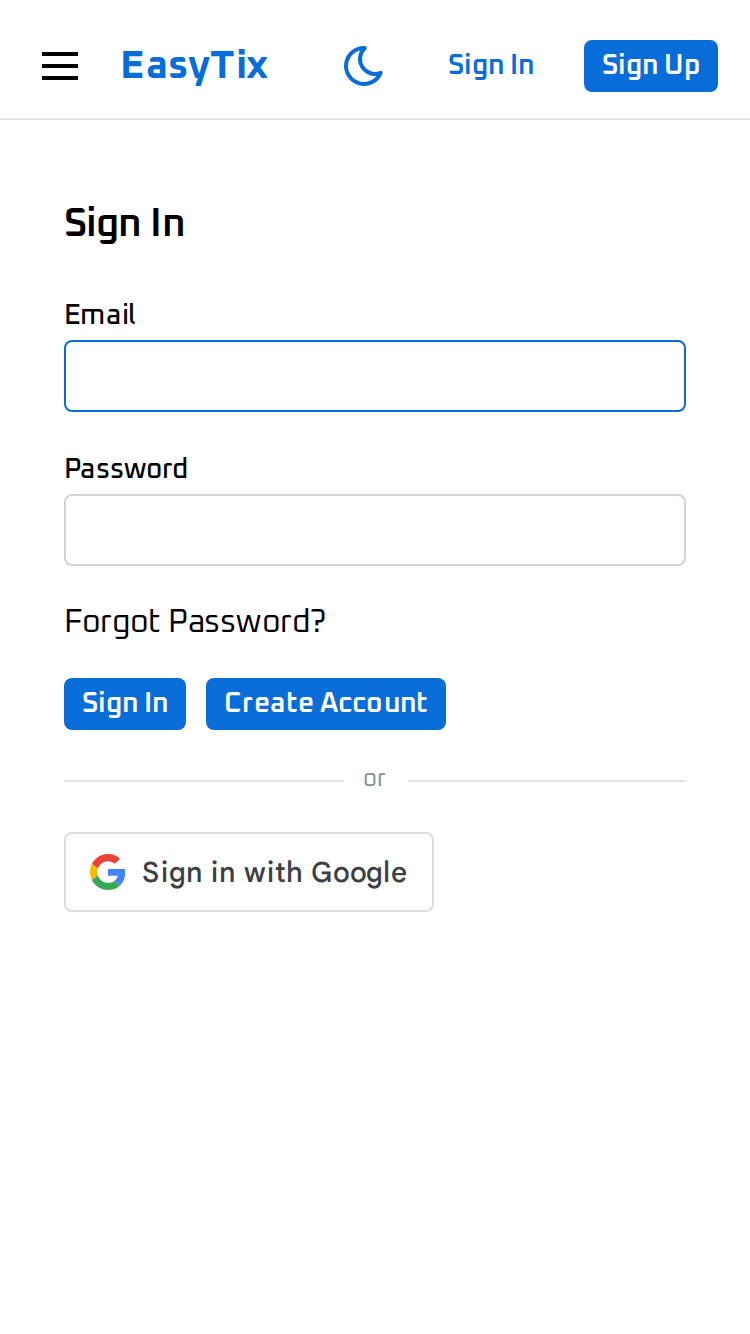 EasyTix Sign In Sign Up
Sign In
Email
Password
Forgot Password?
Sign In Create Account
or
Sign in with Google